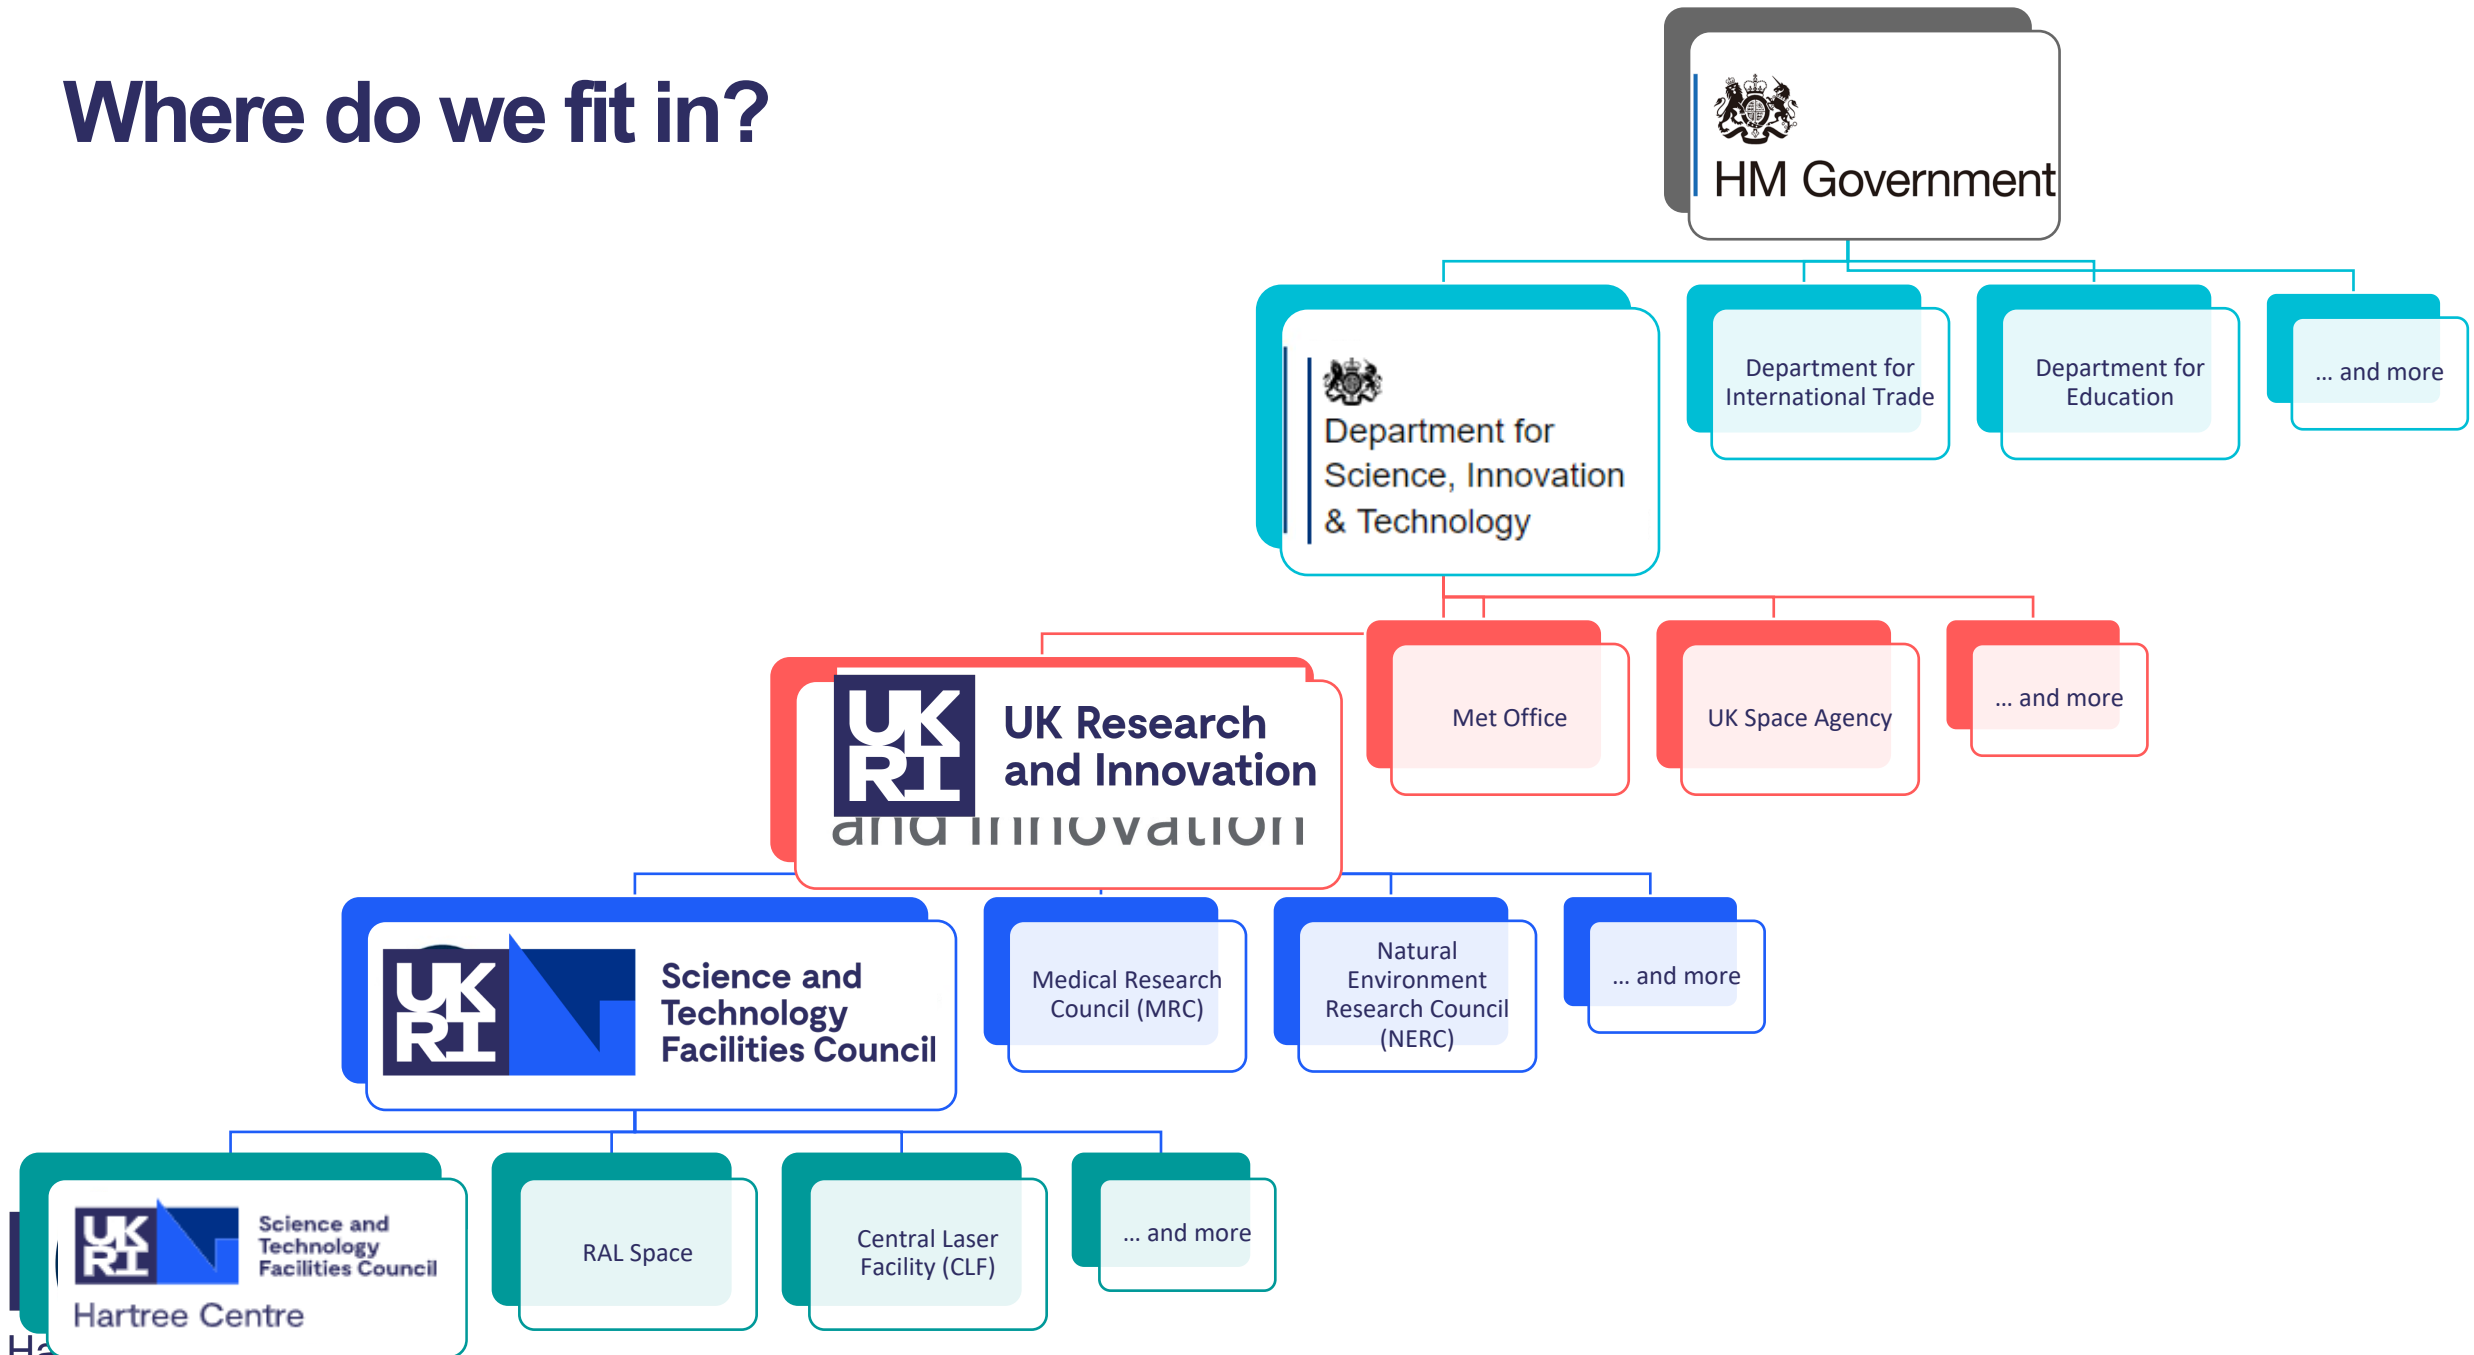 Where do we fit in?
HM Government
Department for
Science, Innovation
& Technology
Department for
International Trade
Department for
Education
... and more
UK
RI
UK Research
and Innovation
and Innovation
Met Office
UK Space Agency
... and more
UK
RI
Science and
Technology
Facilities Council
Medical Research
Council (MRC)
Natural
Environment
Research Council
(NERC)
... and more
UK
RI
Science and
Technology
Facilities Council
Hartree Centre
RAL Space
Central Laser
Facility (CLF)
... and more
Ha